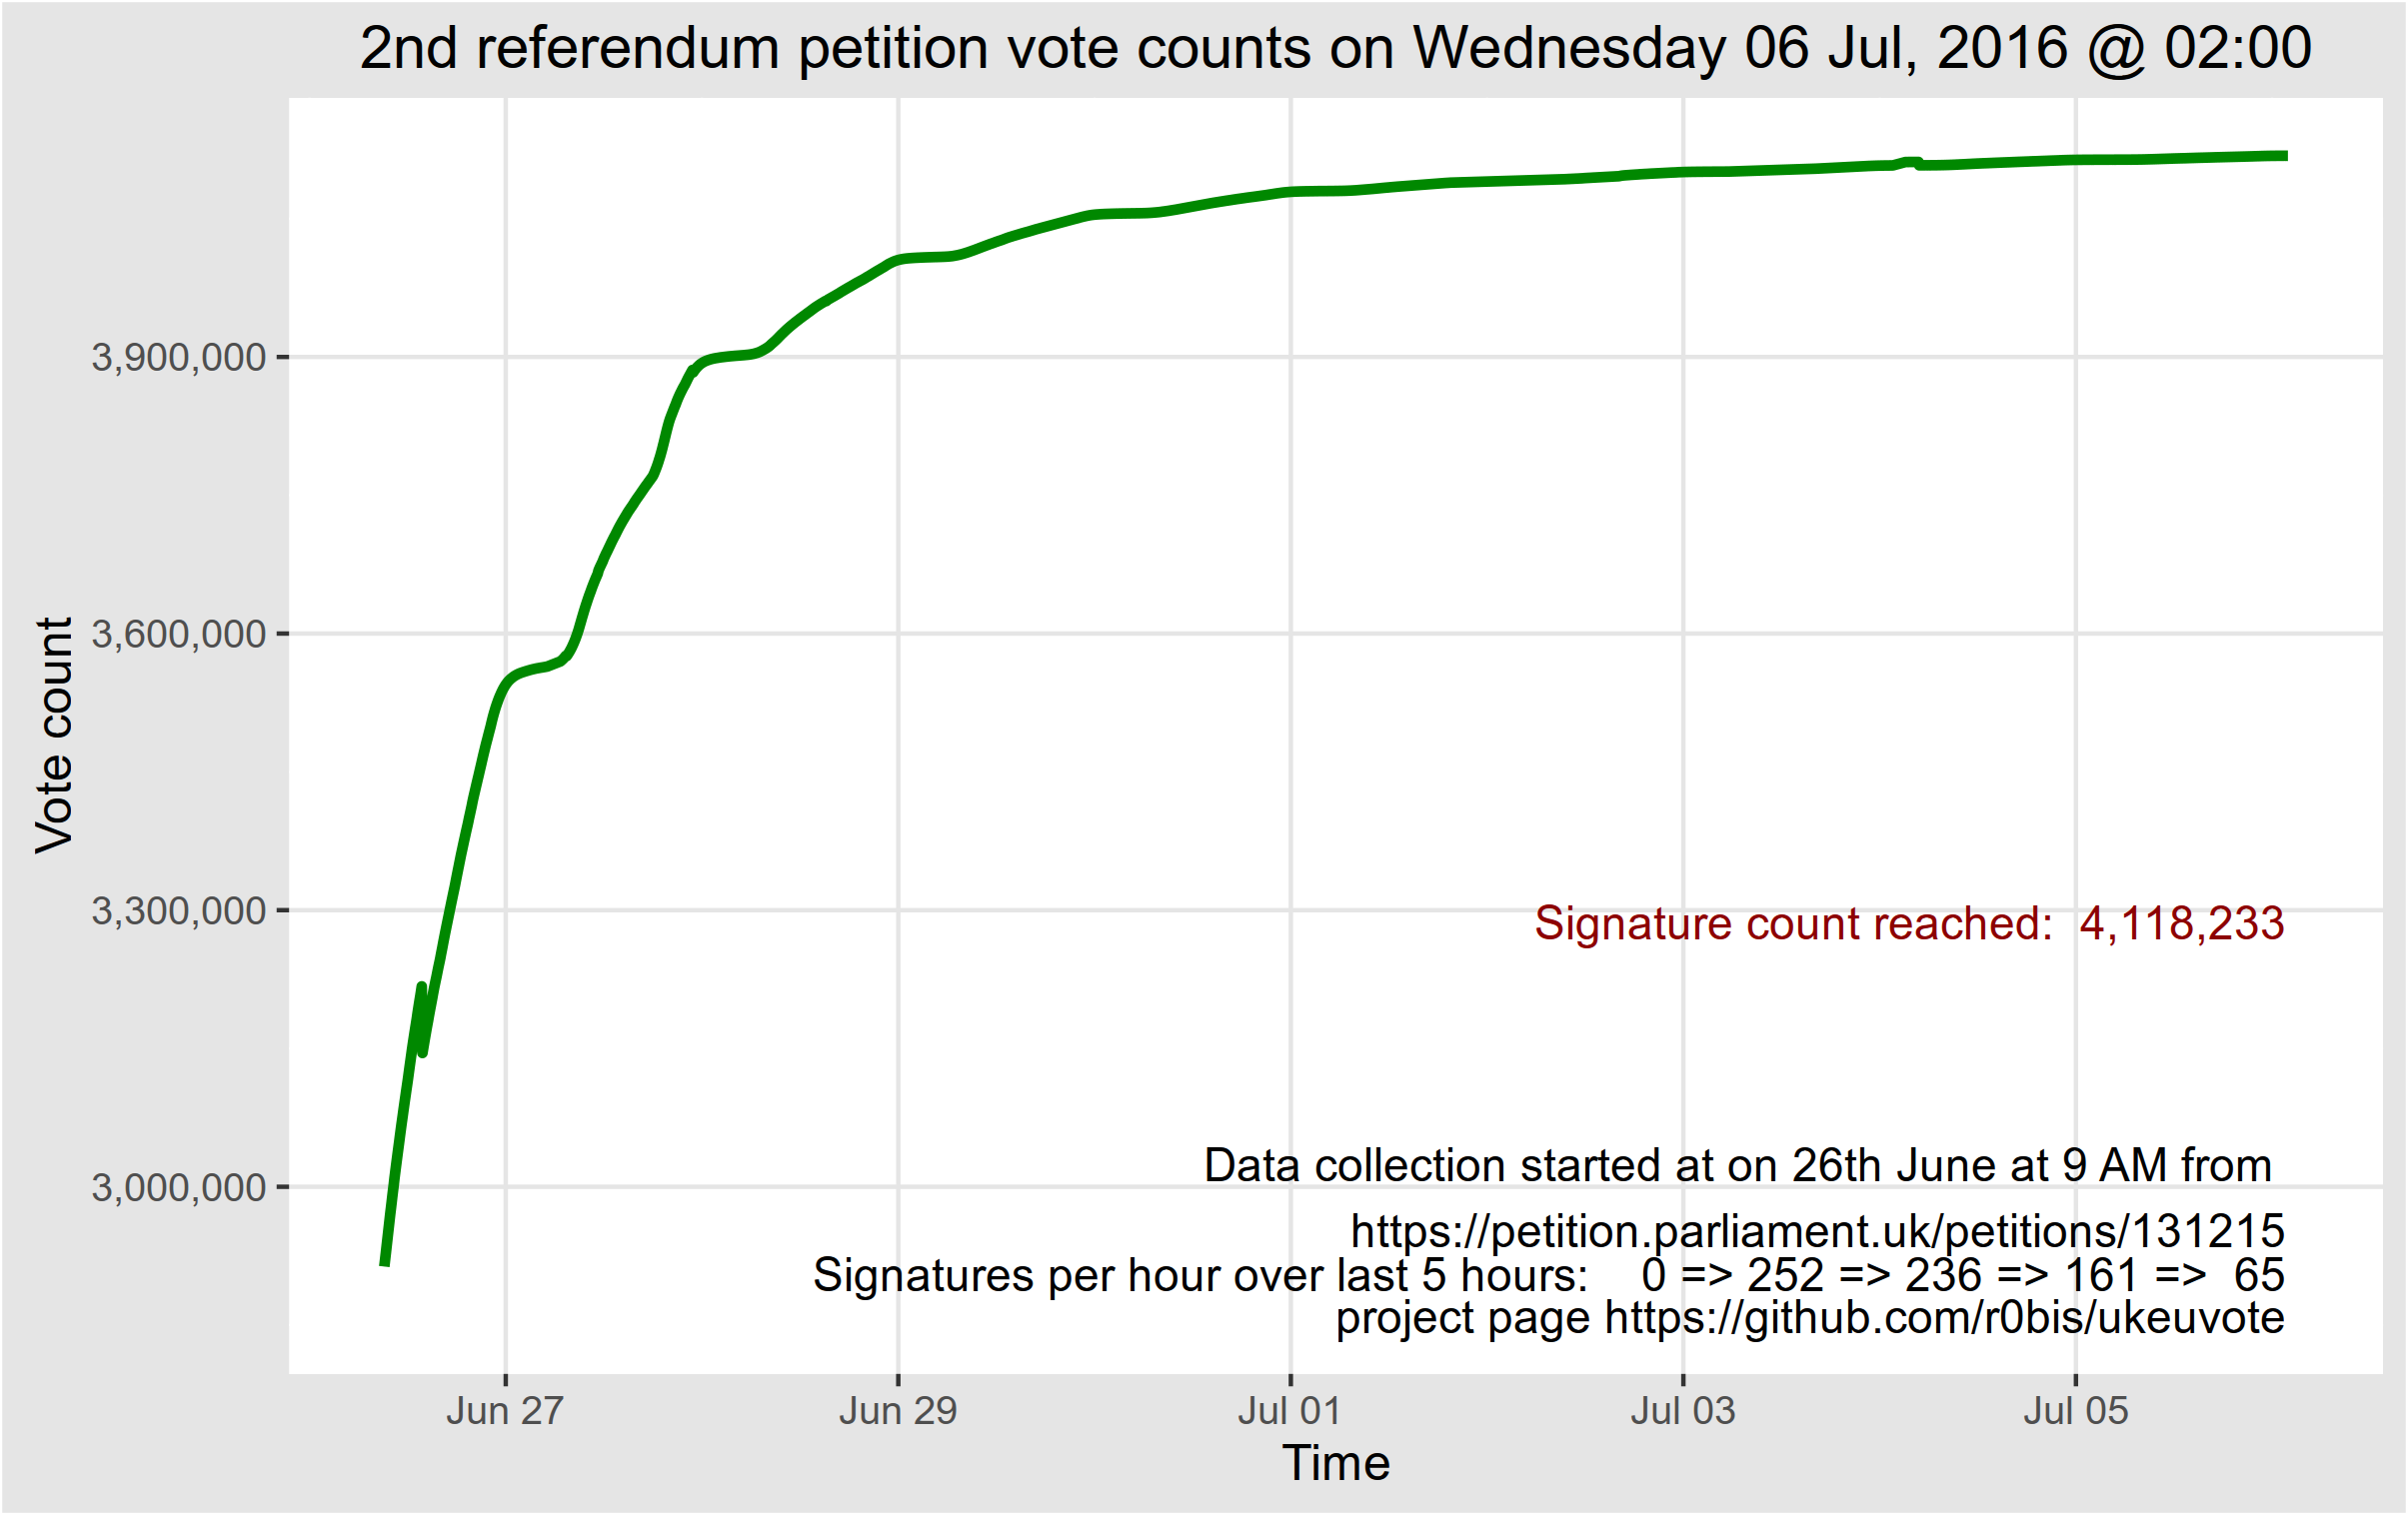 2nd referendum petition vote counts on Wednesday 06 Jul, 2016 @ 02:00
Vote count
3,900,000
3,600,000
3,300,000
3,000,000
Signature count reached:  4,118,233
Data collection started at on 26th June at 9 AM from
https://petition.parliament.uk/petitions/131215
Signatures per hour over last 5 hours:    0 => 252 => 236 => 161 =>  65
project page https://github.com/r0bis/ukeuvote
Jun 27
Jun 29
Jul 01
Jul 03
Jul 05
Time